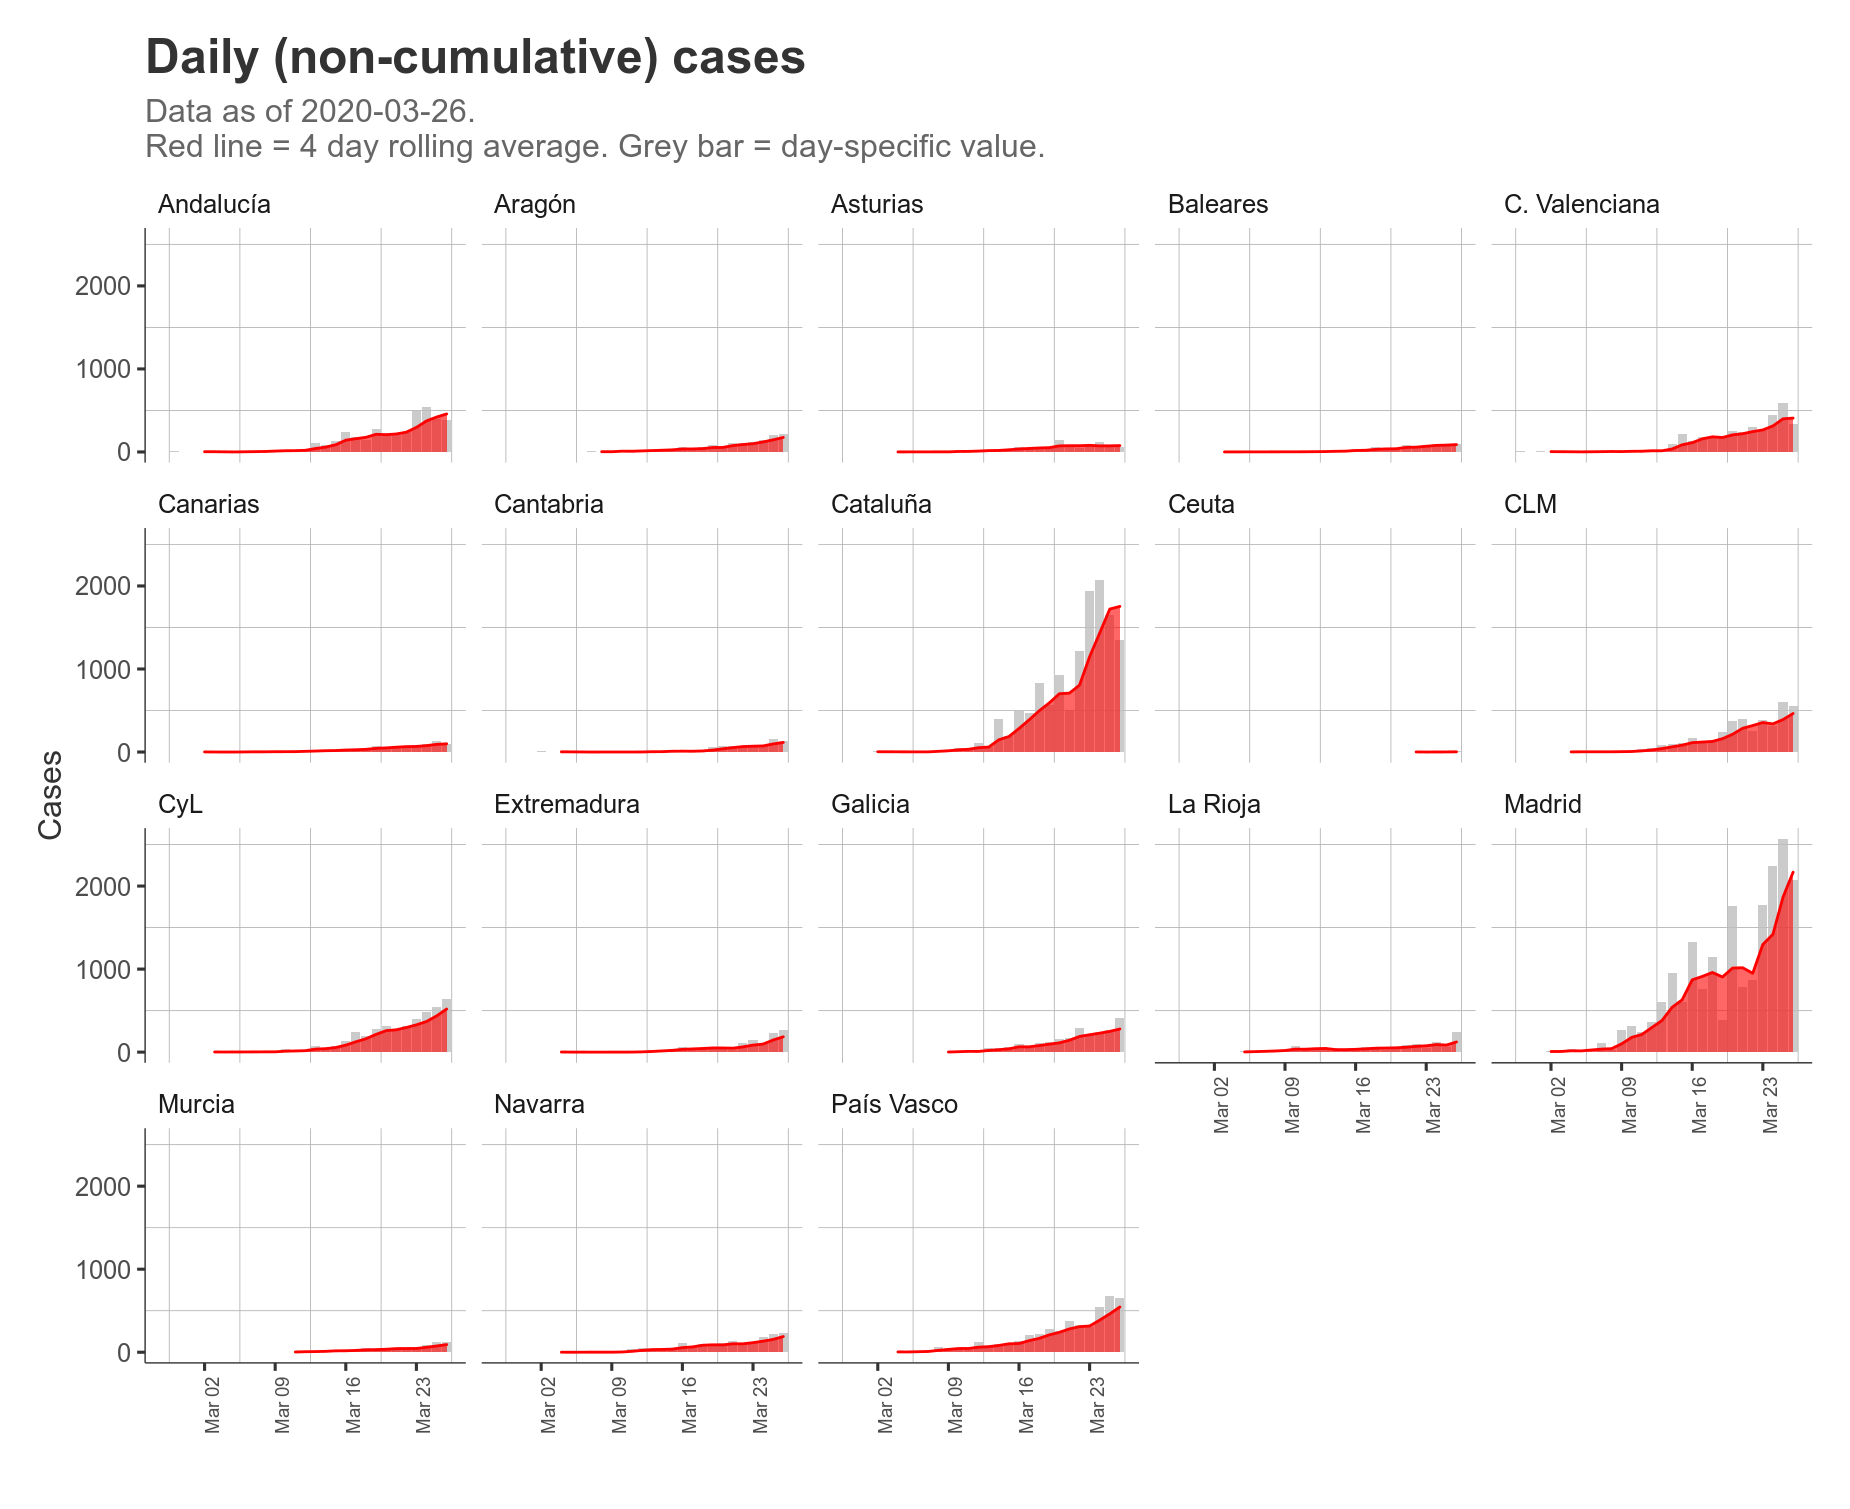 Daily (non-cumulative) cases
Data as of 2020-03-26.
Red line = 4 day rolling average. Grey bar = day-specific value.
Andalucía
Aragón
Asturias
Baleares
C. Valenciana
2000
1000
0
Canarias
Cantabria
Cataluña
Ceuta
CLM
2000
1000
0
Cases
CyL
Extremadura
Galicia
La Rioja
Madrid
2000
1000
0
Mar 02
Mar 09
Mar 16
Mar 23
Mar 02
Mar 09
Mar 16
Mar 23
Murcia
Navarra
País Vasco
2000
1000
0
Mar 02
Mar 09
Mar 16
Mar 23
Mar 02
Mar 09
Mar 16
Mar 23
Mar 02
Mar 09
Mar 16
Mar 23